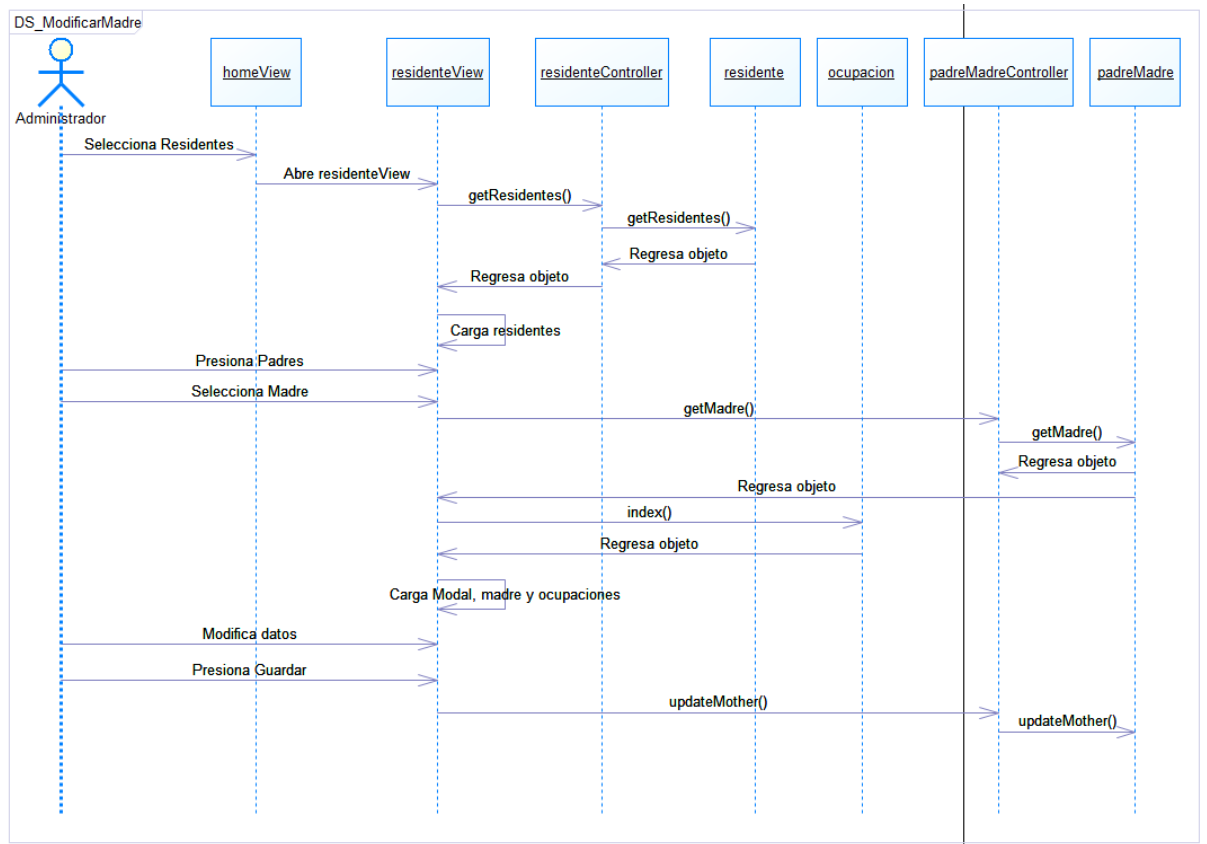 DS_ModificarMadre
homeView
residenteView
residenteController
residente
ocupacion
padreMadreController
padreMadre
Administrador
Selecciona Residentes
Abre residenteView
getResidentes()
getResidentes()
Regresa objeto
Regresa objeto
Carga residentes
Presiona Padres
Selecciona Madre
getMadre()
getMadre()
Regresa objeto
Regresa objeto
index()
Regresa objeto
Carga Modal, madre y ocupaciones
Modifica datos
Presiona Guardar
updateMother()
updateMother()